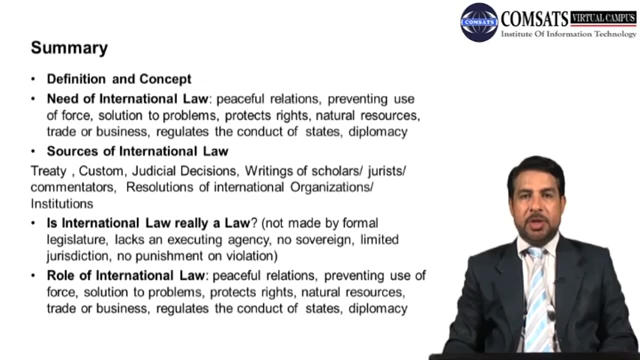 COMSATS VIRTUAL CAMPUS
Institute Of Information Technology
Summary
• Definition and Concept
• Need of International Law: peaceful relations, preventing use
of force, solution to problems, protects rights, natural resources,
trade or business, regulates the conduct of states, diplomacy
• Sources of International Law
Treaty , Custom, Judicial Decisions, Writings of scholars/ jurists/
commentators, Resolutions of international Organizations/
Institutions
• Is International Law really a Law? (not made by formal
legislature, lacks an executing agency, no sovereign, limited
jurisdiction, no punishment on violation)
• Role of International Law: peaceful relations, preventing use of
force, solution to problems, protects rights, natural resources,
trade or business, regulates the conduct of states, diplomacy